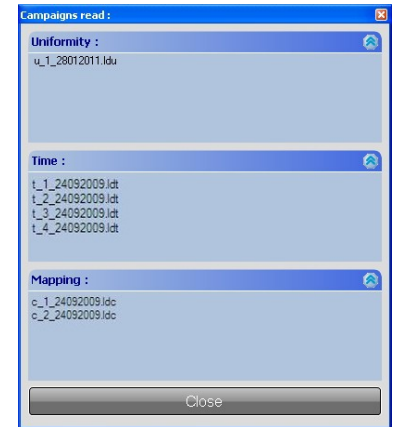 Campaigns read :
Uniformity :
u_1_28012011.ldu
Time :
t_1_24092009.ldt
t_2_24092009.ldt
t_3_24092009.ldt
t_4_24092009.ldt
Mapping :
c_1_24092009.ldc
c_2_24092009.ldc
Close